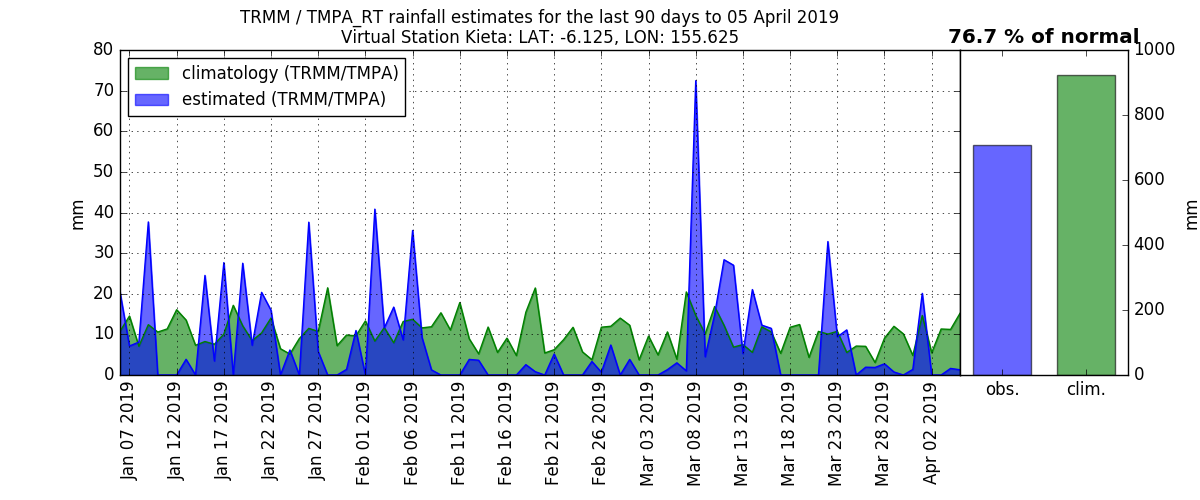 TRMM / TMPA_RT rainfall estimates for the last 90 days to 05 April 2019
Virtual Station Kieta: LAT: -6.125, LON: 155.625
76.7 % of normal
climatology (TRMM/TMPA)
estimated (TRMM/TMPA)
80
70
60
50
40
30
20
10
0
mm
Jan 07 2019
Jan 12 2019
Jan 17 2019
Jan 22 2019
Jan 27 2019
Feb 01 2019
Feb 06 2019
Feb 11 2019
Feb 16 2019
Feb 21 2019
Feb 26 2019
Mar 03 2019
Mar 08 2019
Mar 13 2019
Mar 18 2019
Mar 23 2019
Mar 28 2019
Apr 02 2019
obs.
clim.
1000
800
600
400
200
0
mm